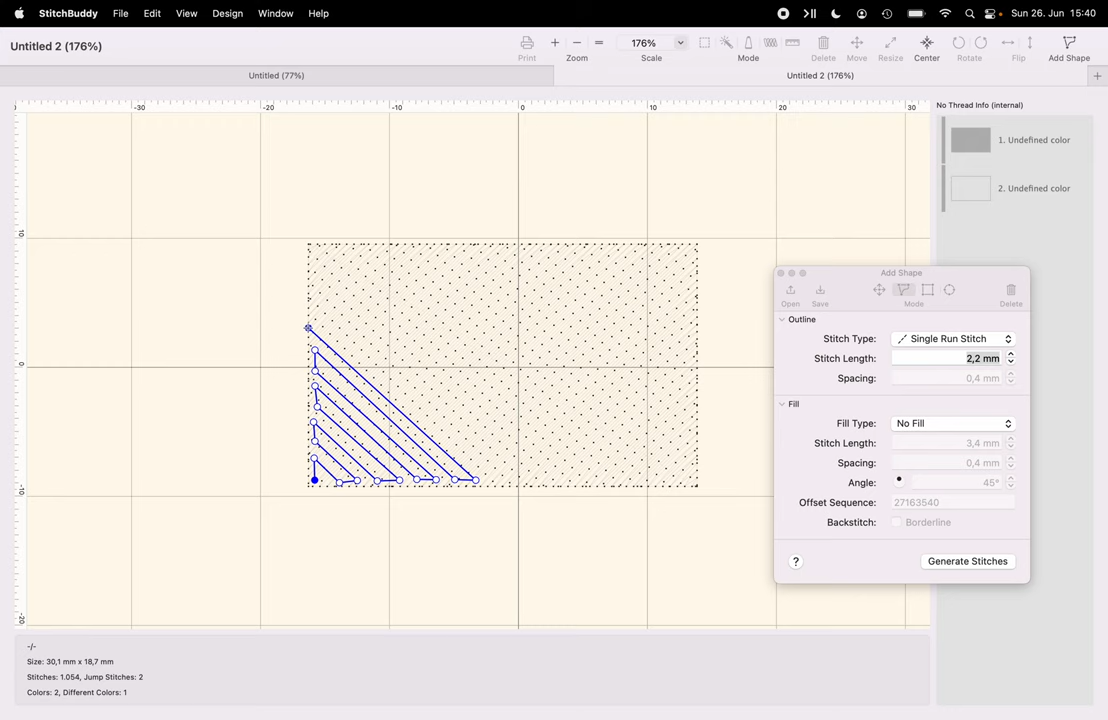 StitchBuddy File Edit View Design Window Help Sun 26. Jun 15:40
Untitled 2 (176%)
176%
Print Zoom Scale Mode Delete Move Resize Center Rotate Flip Add Shape
Untitled (77%) Untitled 2 (176%)
-30 -20 -10 0 10 20 30
No Thread Info (internal)
1. Undefined color
2. Undefined color
10
0
-10
-20
Add Shape
Open Save Mode Delete
Outline
Stitch Type: Single Run Stitch
Stitch Length: 2,2 mm
Spacing: 0,4 mm
Fill
Fill Type: No Fill
Stitch Length: 3,4 mm
Spacing: 0,4 mm
Angle: 45°
Offset Sequence: 27163540
Backstitch: Borderline
? Generate Stitches
-/-
Size: 30,1 mm x 18,7 mm
Stitches: 1.054, Jump Stitches: 2
Colors: 2, Different Colors: 1